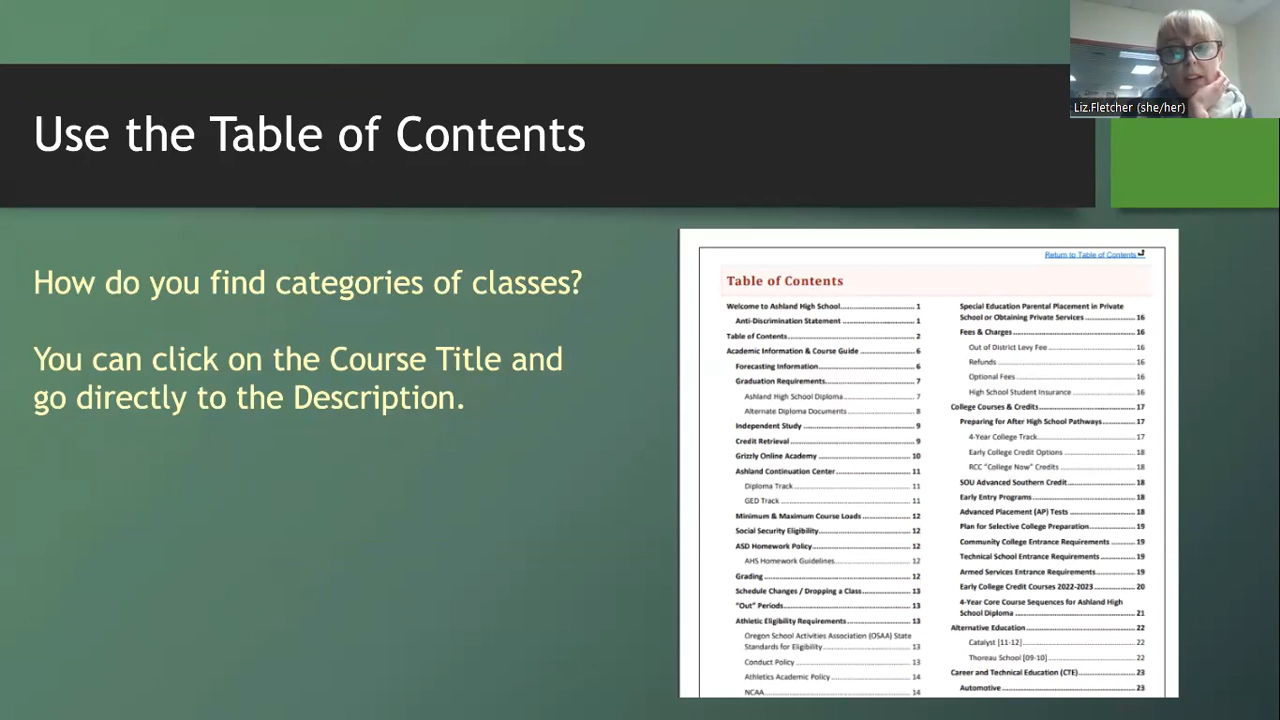 Liz.Fletcher (she/her)
Use the Table of Contents
How do you find categories of classes?
You can click on the Course Title and
go directly to the Description.
Return to Table of Contents
Table of Contents
Welcome to Ashland High School 1
Anti-Discrimination Statement 1
Table of Contents 2
Academic Information & Course Guide 6
Forecasting Information 6
Graduation Requirements 7
Ashland High School Diploma 7
Alternate Diploma Documents 8
Independent Study 9
Credit Retrieval 9
Grizzly Online Academy 10
Ashland Continuation Center 11
Diploma Track 11
GED Track 11
Minimum & Maximum Course Loads 12
Social Security Eligibility 12
ASD Homework Policy 12
AHS Homework Guidelines 12
Grading 12
Schedule Changes / Dropping a Class 13
"Out" Periods 13
Athletic Eligibility Requirements 13
Oregon School Activities Association (OSAA) State
Standards for Eligibility 13
Conduct Policy 13
Athletics Academic Policy 14
NCAA 14
Special Education Parental Placement in Private
School or Obtaining Private Services 16
Fees & Charges 16
Out of District Levy Fee 16
Refunds 16
Optional Fees 16
High School Student Insurance 16
College Courses & Credits 17
Preparing for After High School Pathways 17
4-Year College Track 17
Early College Credit Options 18
RCC "College Now" Credits 18
SOU Advanced Southern Credit 18
Early Entry Programs 18
Advanced Placement (AP) Tests 18
Plan for Selective College Preparation 19
Community College Entrance Requirements 19
Technical School Entrance Requirements 19
Armed Services Entrance Requirements 19
Early College Credit Courses 2022-2023 20
4-Year Core Course Sequences for Ashland High
School Diploma 21
Alternative Education 22
Catalyst [11-12] 22
Thoreau School [09-10] 22
Career and Technical Education (CTE) 23
Automotive 23